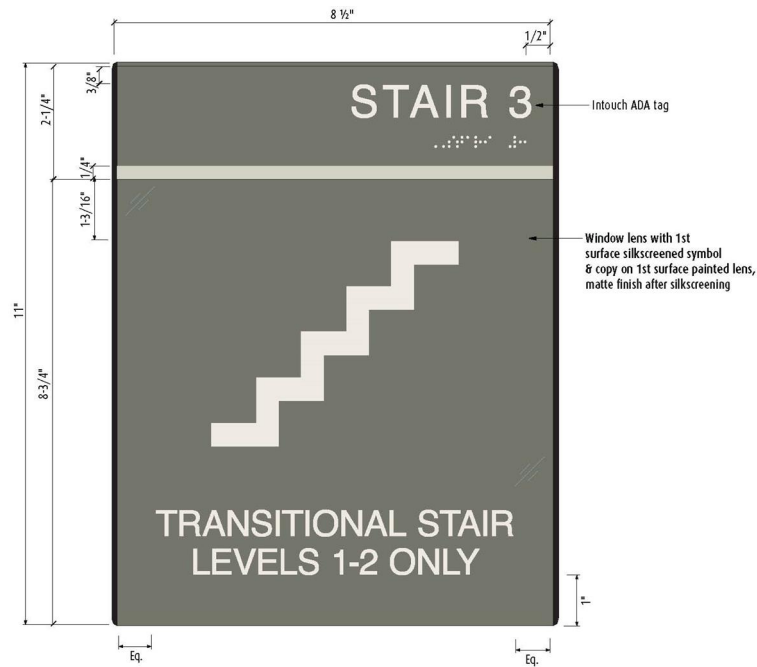 8 ½"
1/2"
3/8"
2-1/4"
STAIR 3
Intouch ADA tag
1/4"
1-3/16"
Window lens with 1st
surface silkscreened symbol
& copy on 1st surface painted lens,
matte finish after silkscreening
11"
8-3/4"
TRANSITIONAL STAIR
LEVELS 1-2 ONLY
1"
Eq.
Eq.